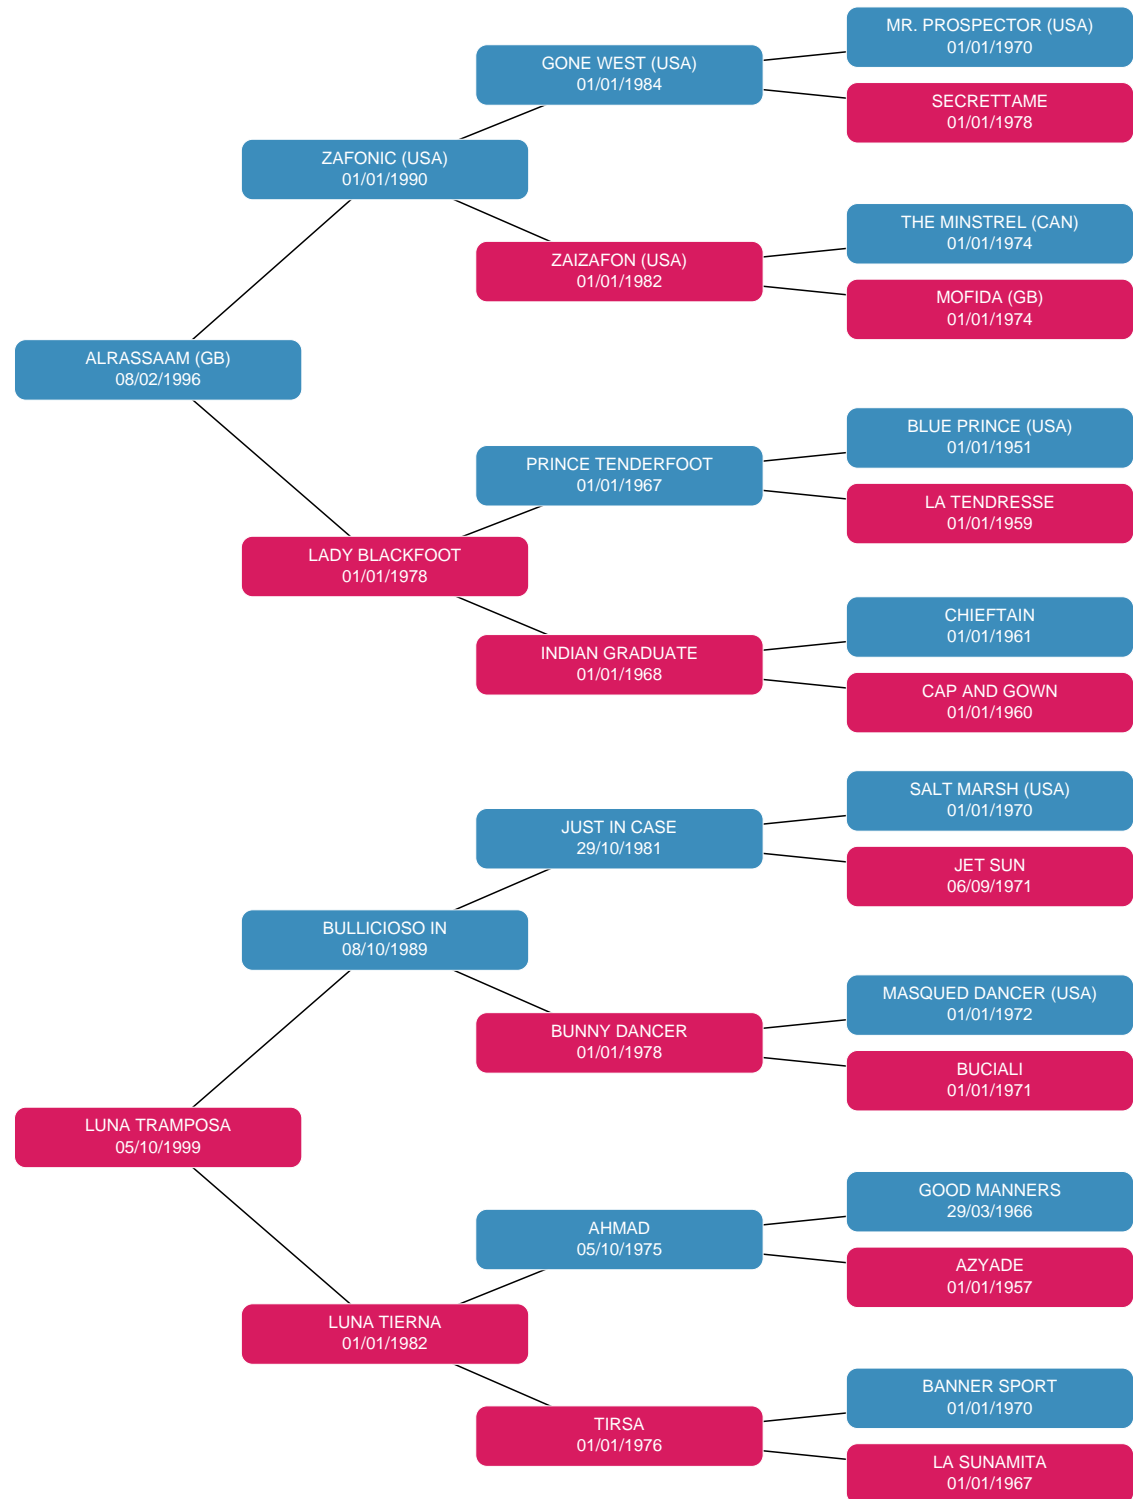 MR. PROSPECTOR (USA)
01/01/1970
GONE WEST (USA)
01/01/1984
SECRETTAME
01/01/1978
ZAFONIC (USA)
01/01/1990
THE MINSTREL (CAN)
01/01/1974
ZAIZAFON (USA)
01/01/1982
MOFIDA (GB)
01/01/1974
ALRASSAAM (GB)
08/02/1996
BLUE PRINCE (USA)
01/01/1951
PRINCE TENDERFOOT
01/01/1967
LA TENDRESSE
01/01/1959
LADY BLACKFOOT
01/01/1978
CHIEFTAIN
01/01/1961
INDIAN GRADUATE
01/01/1968
CAP AND GOWN
01/01/1960
SALT MARSH (USA)
01/01/1970
JUST IN CASE
29/10/1981
JET SUN
06/09/1971
BULLICIOSO IN
08/10/1989
MASQUED DANCER (USA)
01/01/1972
BUNNY DANCER
01/01/1978
BUCIALI
01/01/1971
LUNA TRAMPOSA
05/10/1999
GOOD MANNERS
29/03/1966
AHMAD
05/10/1975
AZYADE
01/01/1957
LUNA TIERNA
01/01/1982
BANNER SPORT
01/01/1970
TIRSA
01/01/1976
LA SUNAMITA
01/01/1967